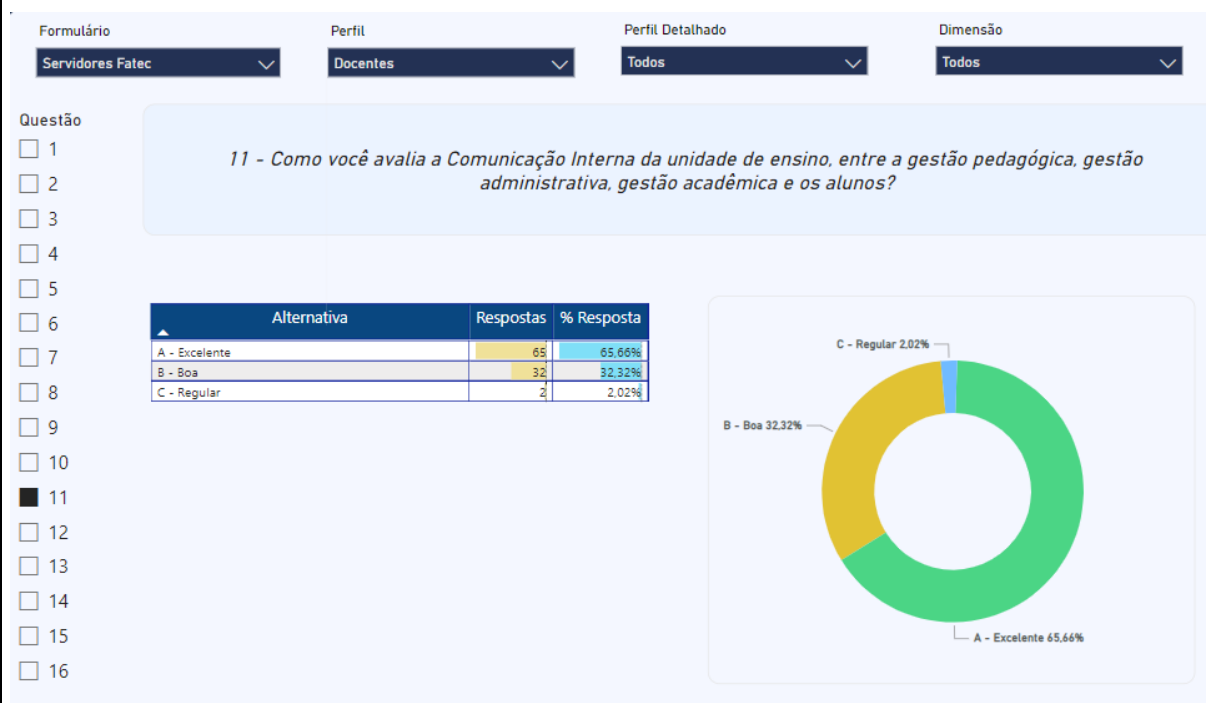 Formulário
Perfil
Perfil Detalhado
Dimensão
Servidores Fatec
Docentes
Todos
Todos
Questão
1
2
3
4
5
6
7
8
9
10
11
12
13
14
15
16
11 - Como você avalia a Comunicação Interna da unidade de ensino, entre a gestão pedagógica, gestão
administrativa, gestão acadêmica e os alunos?
Alternativa Respostas % Resposta
A - Excelente 65 65,66%
B - Boa 32 32,32%
C - Regular 2 2,02%
C - Regular 2,02%
B - Boa 32,32%
A - Excelente 65,66%